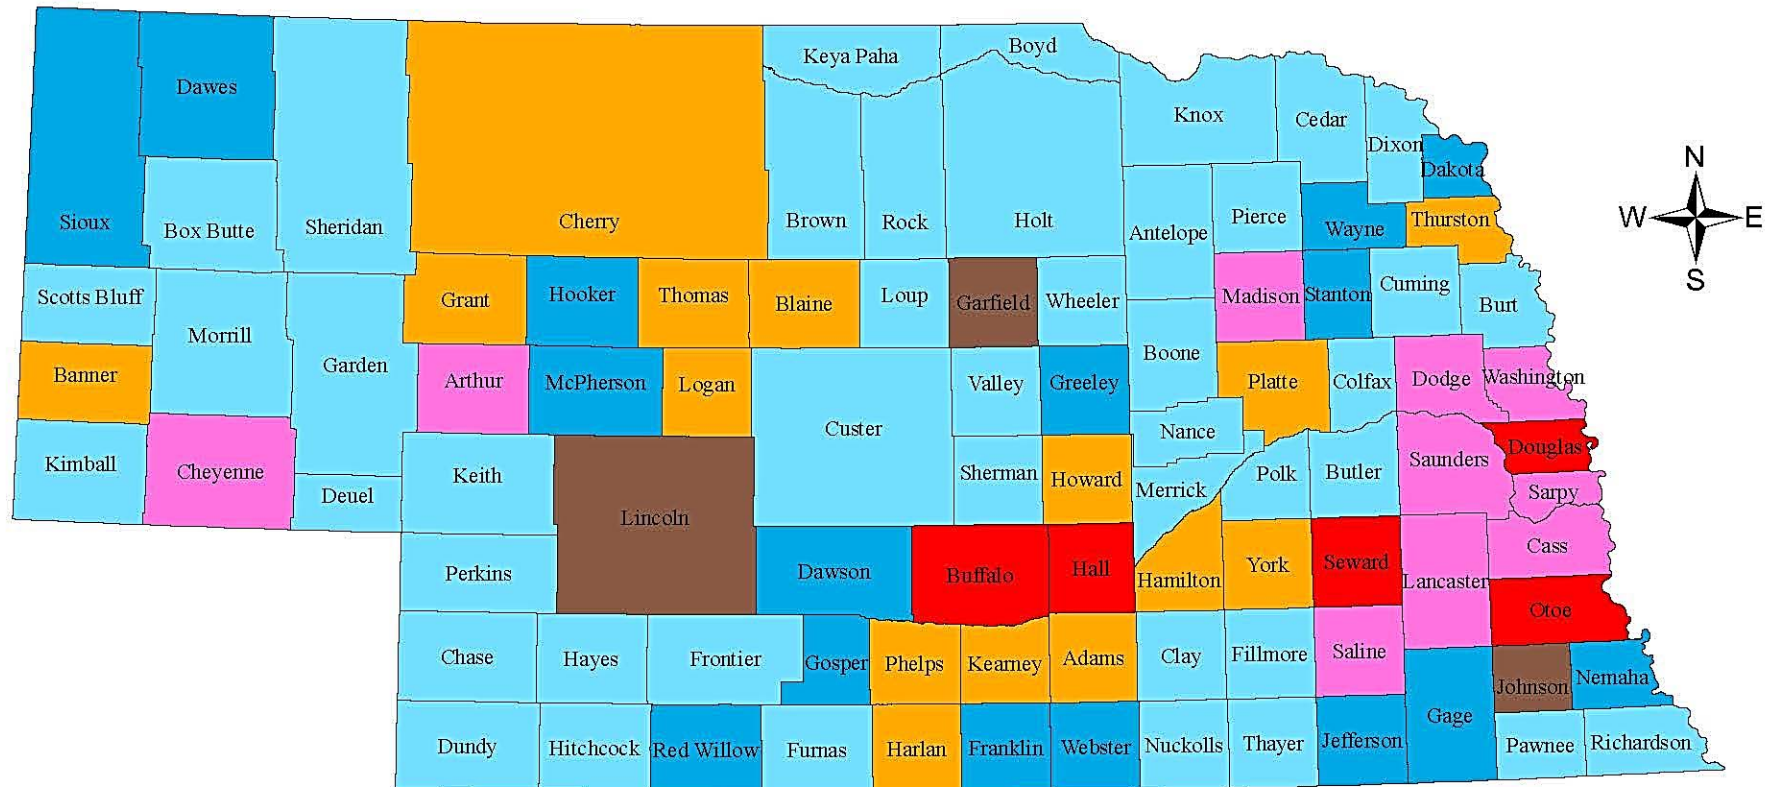 Keya Paha
Boyd
Dawes
Knox
Cedar
Dixon
Dakota
N
W E
S
Sioux
Box Butte
Sheridan
Cherry
Brown
Rock
Holt
Antelope
Pierce
Wayne
Thurston
Scotts Bluff
Morrill
Grant
Hooker
Thomas
Blaine
Loup
Garfield
Wheeler
Madison
Stanton
Cuming
Burt
Banner
Garden
Arthur
McPherson
Logan
Custer
Valley
Greeley
Boone
Platte
Colfax
Dodge
Washington
Kimball
Cheyenne
Deuel
Keith
Lincoln
Sherman
Howard
Nance
Merrick
Polk
Butler
Saunders
Douglas
Sarpy
Perkins
Dawson
Buffalo
Hall
Hamilton
York
Seward
Lancaster
Cass
Otoe
Chase
Hayes
Frontier
Gosper
Phelps
Kearney
Adams
Clay
Fillmore
Saline
Gage
Johnson
Nemaha
Dundy
Hitchcock
Red Willow
Furnas
Harlan
Franklin
Webster
Nuckolls
Thayer
Jefferson
Pawnee
Richardson